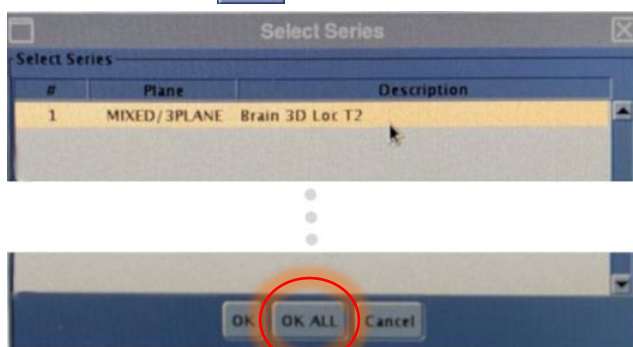 Select Series
Select Series
# Plane Description
1 MIXED/3PLANE Brain 3D Loc T2
OK OK ALL Cancel